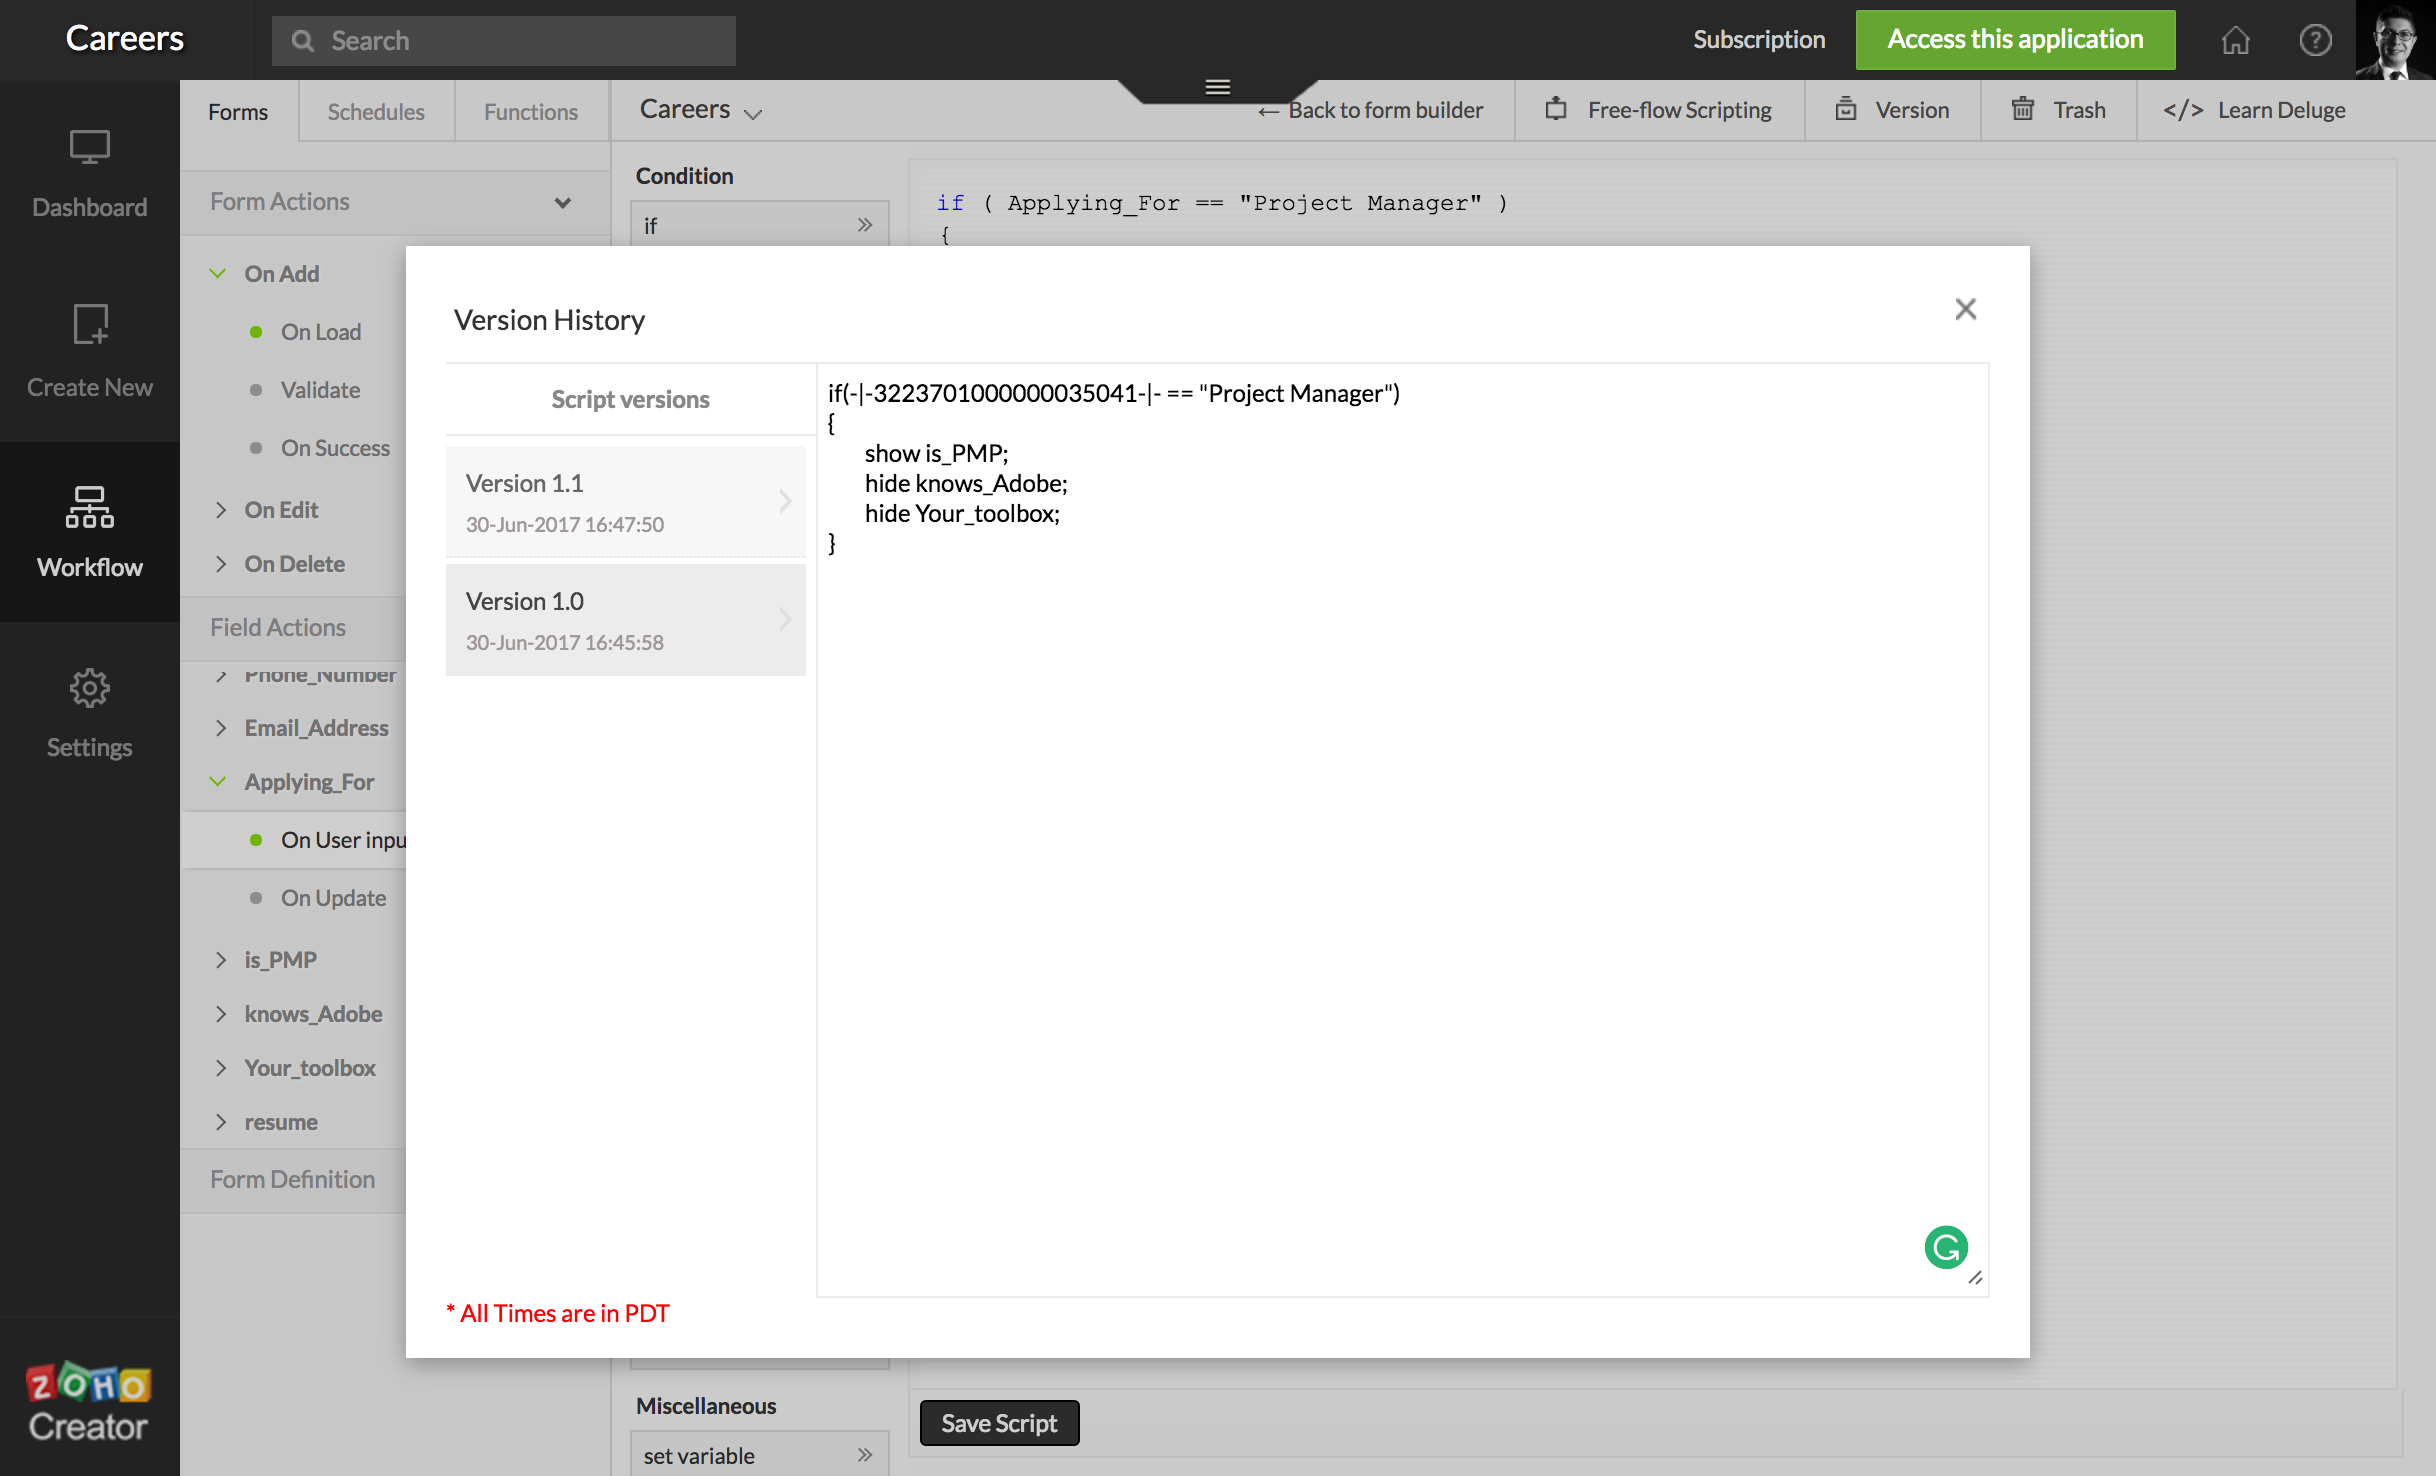 Careers
Search
Subscription
Access this application
Dashboard
Create New
Workflow
Settings
ZOHO
Creator
Forms
Schedules
Functions
Form Actions
On Add
On Load
Validate
On Success
On Edit
On Delete
Field Actions
Phone_Number
Email_Address
Applying_For
On User inpu
On Update
is_PMP
knows_Adobe
Your_toolbox
resume
Form Definition
Careers
← Back to form builder
Free-flow Scripting
Version
Trash
</> Learn Deluge
Condition
if
if ( Applying_For == "Project Manager" )
{
Version History
Script versions
Version 1.1
30-Jun-2017 16:47:50
Version 1.0
30-Jun-2017 16:45:58
if(-|-3223701000000035041-|- == "Project Manager")
{
show is_PMP;
hide knows_Adobe;
hide Your_toolbox;
}
* All Times are in PDT
Miscellaneous
set variable
Save Script